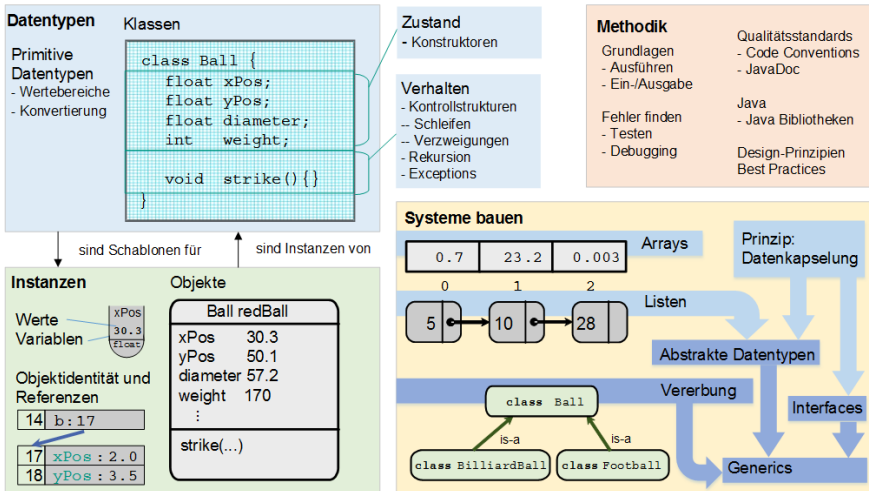 Datentypen
Klassen
Primitive
Datentypen
- Wertebereiche
- Konvertierung
class Ball {
float xPos;
float yPos;
float diameter;
int weight;
void strike(){}
}
Zustand
- Konstruktoren
Verhalten
- Kontrollstrukturen
-- Schleifen
-- Verzweigungen
- Rekursion
- Exceptions
Methodik
Grundlagen
- Ausführen
- Ein-/Ausgabe
Fehler finden
- Testen
- Debugging
Qualitätsstandards
- Code Conventions
- JavaDoc
Java
- Java Bibliotheken
Design-Prinzipien
Best Practices
sind Schablonen für
sind Instanzen von
Instanzen
Objekte
Werte
Variablen
xPos
30.3
float
Objektidentität und
Referenzen
14 b:17
17 xPos: 2.0
18 yPos: 3.5
Ball redBall
xPos 30.3
yPos 50.1
diameter 57.2
weight 170
⋮
strike(...)
Systeme bauen
0.7 23.2 0.003
0 1 2
Arrays
5 10 28
Listen
Prinzip:
Datenkapselung
Abstrakte Datentypen
Vererbung
class Ball
is-a is-a
class BilliardBall class Football
Interfaces
Generics